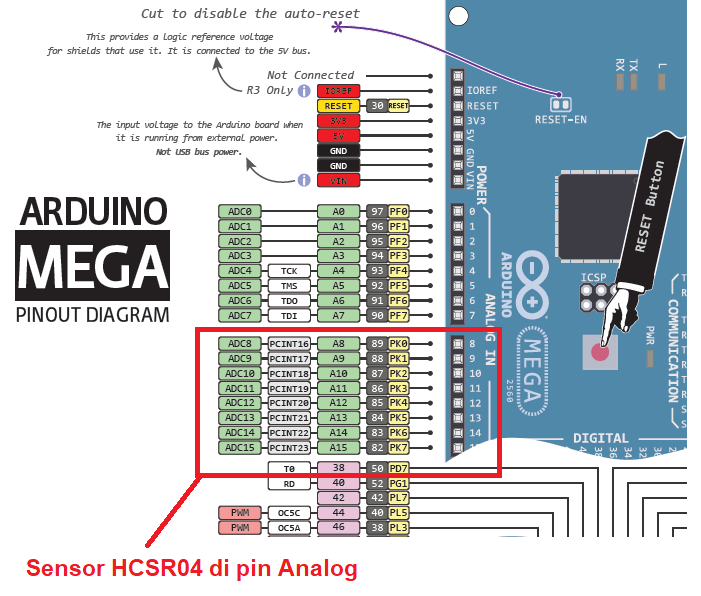 Cut to disable the auto-reset
This provides a logic reference voltage
for shields that use it. It is connected to the 5V bus.
Not Connected
R3 Only i IOREF
RESET 30 RESET
3V3
5V
GND
GND
i VIN
The input voltage to the Arduino board when
it is running from external power.
Not USB bus power.
ARDUINO
MEGA
PINOUT DIAGRAM
ADC0 A0 97 PF0
ADC1 A1 96 PF1
ADC2 A2 95 PF2
ADC3 A3 94 PF3
ADC4 TCK A4 93 PF4
ADC5 TMS A5 92 PF5
ADC6 TDO A6 91 PF6
ADC7 TDI A7 90 PF7
ADC8 PCINT16 A8 89 PK0
ADC9 PCINT17 A9 88 PK1
ADC10 PCINT18 A10 87 PK2
ADC11 PCINT19 A11 86 PK3
ADC12 PCINT20 A12 85 PK4
ADC13 PCINT21 A13 84 PK5
ADC14 PCINT22 A14 83 PK6
ADC15 PCINT23 A15 82 PK7
T0 38 50 PD7
RD 40 52 PG1
42 42 PL7
PWM OC5C 44 40 PL5
PWM OC5A 46 38 PL3
IOREF
RESET
3V3
5V
GND
VIN
POWER
0
1
2
3
4
5
6
7
ANALOG IN
8
9
10
11
12
13
14
RX
TX
L
RESET-EN
RESET Button
ARDUINO
MEGA
2560
ICSP
PWR
COMMUNICATION
T
R
T
R
T
R
S
S
DIGITAL
38
36
34
32
Sensor HCSR04 di pin Analog